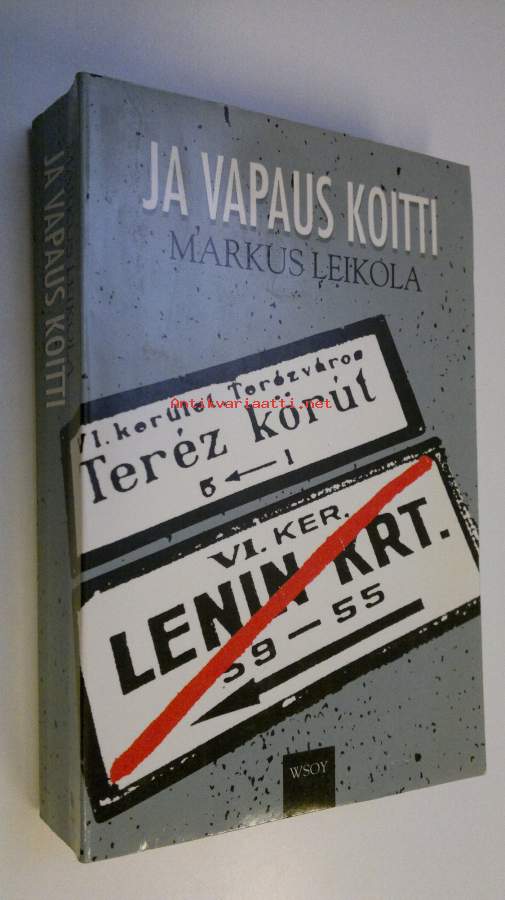 JA VAPAUS KOITTI
JA VAPAUS KOITTI
MARKUS LEIKOLA
VI. kerüle Terézváros
Antikvariaatti.net
Teréz körút
5 ← 1
VI. KER.
LENIN KRT.
59 – 55
WSOY